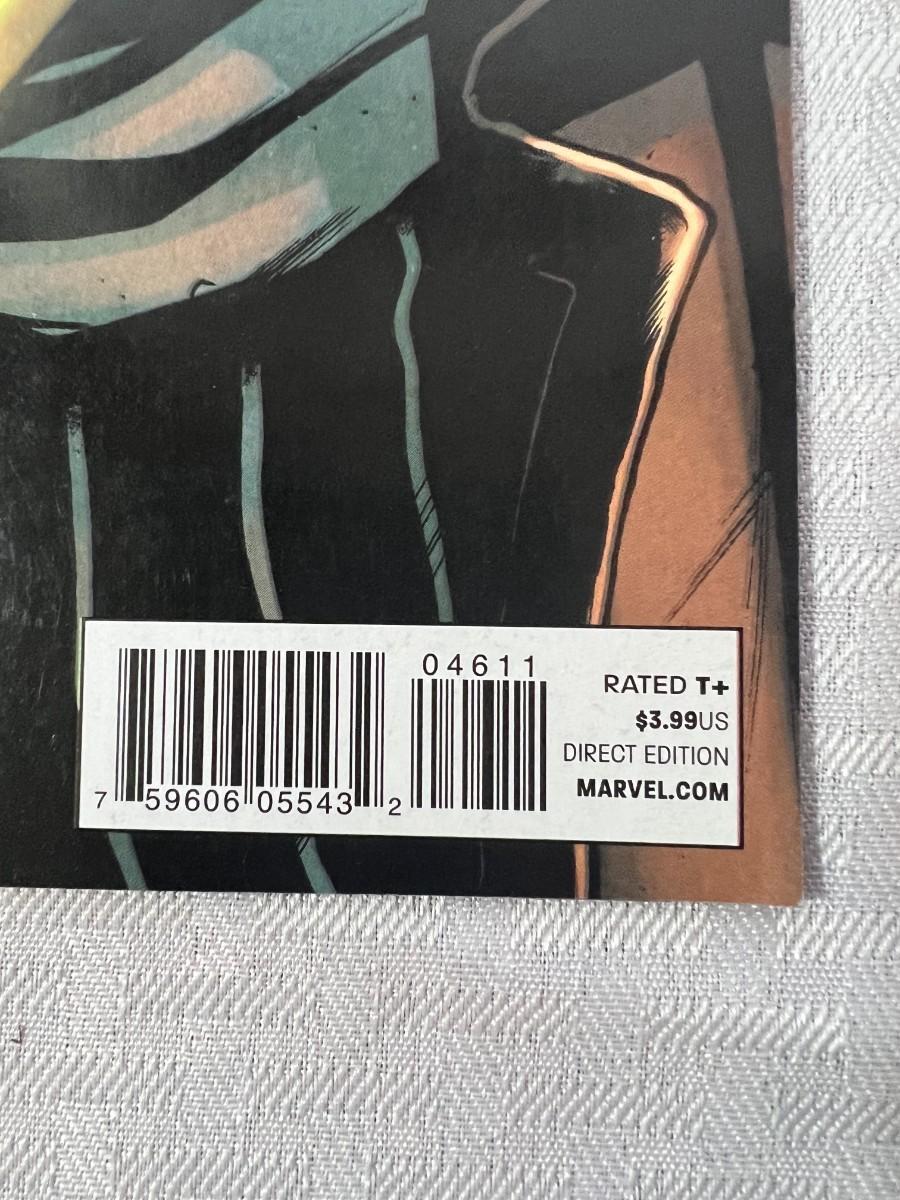 04611
7 59606 05543 2
RATED T+
$3.99US
DIRECT EDITION
MARVEL.COM